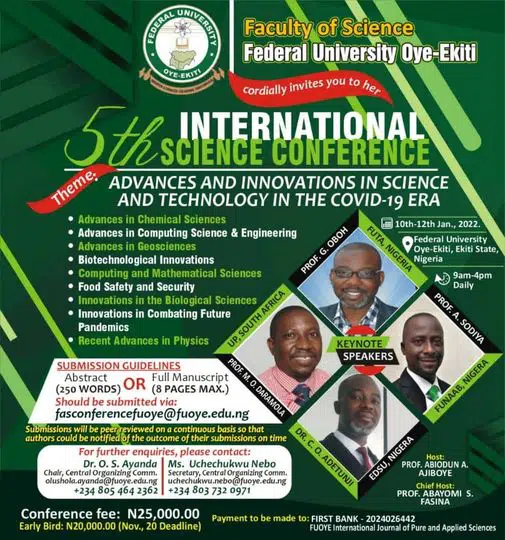 FEDERAL UNIVERSITY
OYE-EKITI
Faculty of Science
Federal University Oye-Ekiti
cordially invites you to her
5th INTERNATIONAL
SCIENCE CONFERENCE
Theme:
ADVANCES AND INNOVATIONS IN SCIENCE
AND TECHNOLOGY IN THE COVID-19 ERA
• Advances in Chemical Sciences
• Advances in Computing Science & Engineering
• Advances in Geosciences
• Biotechnological Innovations
• Computing and Mathematical Sciences
• Food Safety and Security
• Innovations in the Biological Sciences
• Innovations in Combating Future
Pandemics
• Recent Advances in Physics
10th-12th Jan., 2022.
Federal University
Oye-Ekiti, Ekiti State,
Nigeria
9am-4pm
Daily
PROF. G. OBOH
FUTA, NIGERIA
UP, SOUTH AFRICA
PROF. M. O. DARAMOLA
KEYNOTE
SPEAKERS
PROF. A. SODIYA
FUNAAB, NIGERA
DR. C. O. ADETUNJI
EDSU, NIGERA
SUBMISSION GUIDELINES
Abstract
(250 WORDS)
OR
Full Manuscript
(8 PAGES MAX.)
Should be submitted via:
fasconferencefuoye@fuoye.edu.ng
Submissions will be peer reviewed on a continuous basis so that
authors could be notified of the outcome of their submissions on time
For further enquiries, please contact:
Dr. O. S. Ayanda
Chair, Central Organizing Comm.
olushola.ayanda@fuoye.edu.ng
+234 805 464 2362
Ms. Uchechukwu Nebo
Secretary, Central Organizing Comm.
uchechukwu.nebo@fuoye.edu.ng
+234 803 732 0971
Host:
PROF. ABIODUN A.
AJIBOYE
Chief Host:
PROF. ABAYOMI S.
FASINA
Conference fee: N25,000.00
Early Bird: N20,000.00 (Nov., 20 Deadline)
Payment to be made to: FIRST BANK - 2024026442
FUOYE International Journal of Pure and Applied Sciences